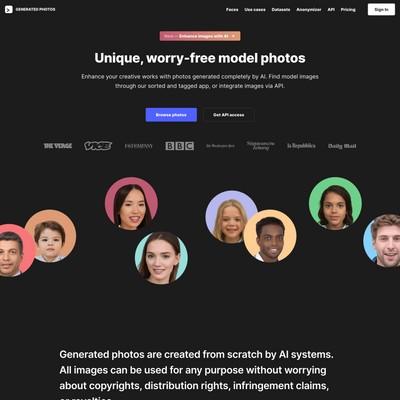 GENERATED PHOTOS
Faces Use cases Datasets Anonymizer API Pricing Sign In
New — Enhance images with AI →
Unique, worry-free model photos
Enhance your creative works with photos generated completely by AI. Find model images
through our sorted and tagged app, or integrate images via API.
Browse photos Get API access
THE VERGE VICE FAST COMPANY BBC The Washington Post Süddeutsche Zeitung la Repubblica Daily Mail
Generated photos are created from scratch by AI systems.
All images can be used for any purpose without worrying
about copyrights, distribution rights, infringement claims,
or royalties.